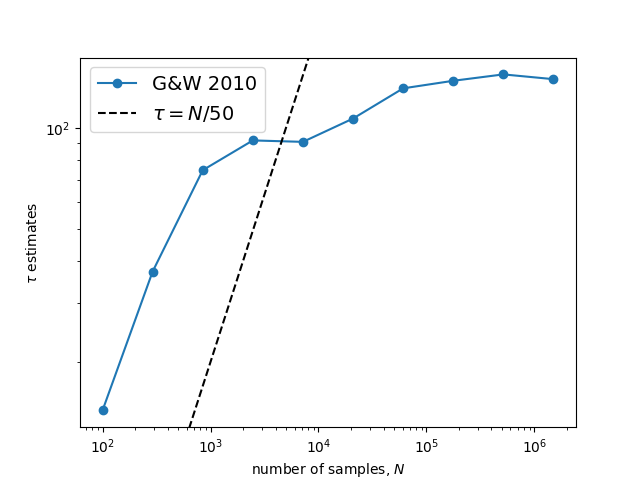 G&W 2010
τ = N/50
10²
τ estimates
10² 10³ 10⁴ 10⁵ 10⁶
number of samples, N